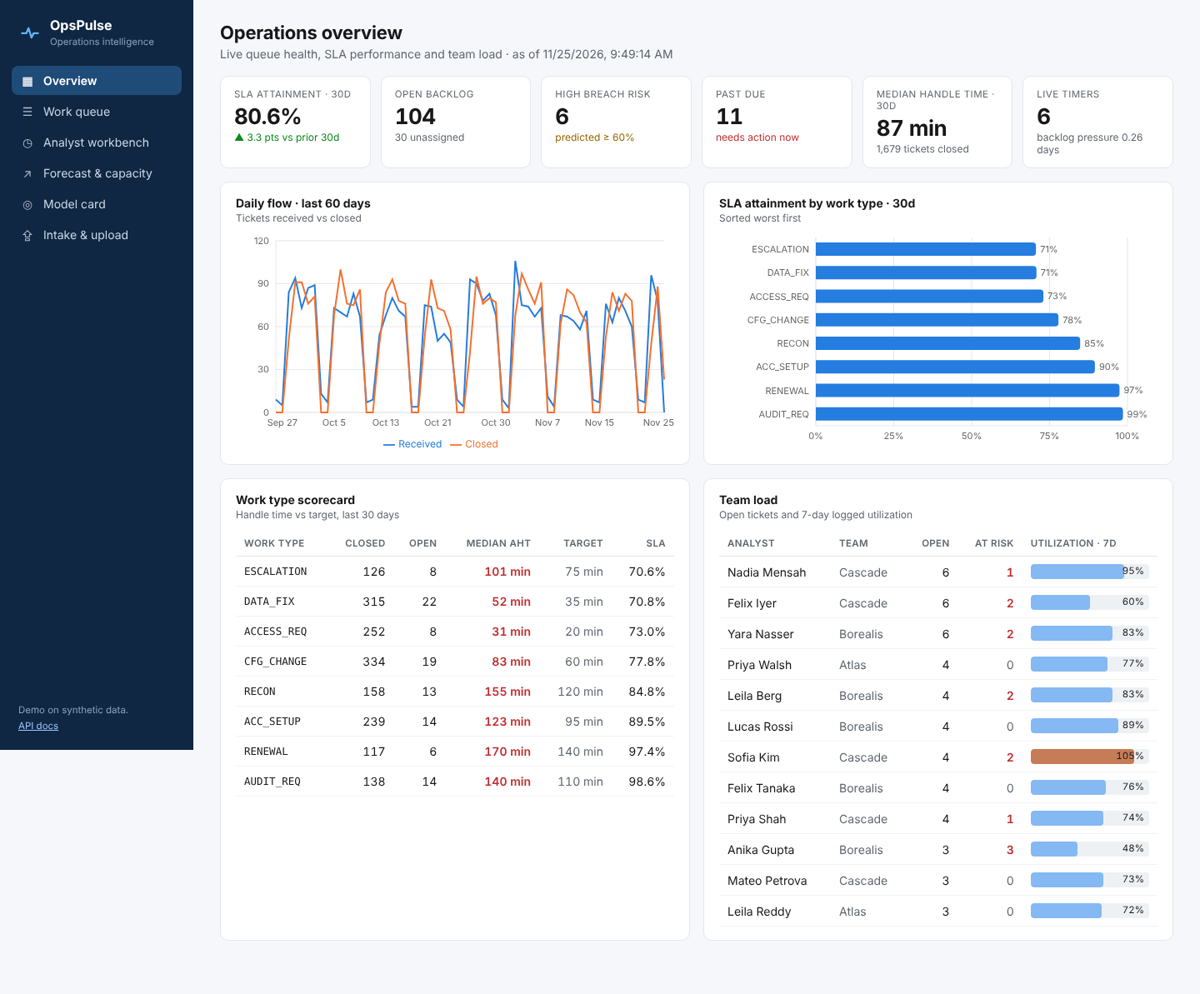 OpsPulse
Operations intelligence
Overview
Work queue
Analyst workbench
Forecast & capacity
Model card
Intake & upload
Demo on synthetic data.
API docs
Operations overview
Live queue health, SLA performance and team load · as of 11/25/2026, 9:49:14 AM
SLA ATTAINMENT · 30D
80.6%
▲ 3.3 pts vs prior 30d
OPEN BACKLOG
104
30 unassigned
HIGH BREACH RISK
6
predicted ≥ 60%
PAST DUE
11
needs action now
MEDIAN HANDLE TIME ·
30D
87 min
1,679 tickets closed
LIVE TIMERS
6
backlog pressure 0.26
days
Daily flow · last 60 days
Tickets received vs closed
120
90
60
30
0
Sep 27 Oct 5 Oct 13 Oct 21 Oct 30 Nov 7 Nov 15 Nov 25
Received Closed
SLA attainment by work type · 30d
Sorted worst first
ESCALATION 71%
DATA_FIX 71%
ACCESS_REQ 73%
CFG_CHANGE 78%
RECON 85%
ACC_SETUP 90%
RENEWAL 97%
AUDIT_REQ 99%
0% 25% 50% 75% 100%
Work type scorecard
Handle time vs target, last 30 days
WORK TYPE CLOSED OPEN MEDIAN AHT TARGET SLA
ESCALATION 126 8 101 min 75 min 70.6%
DATA_FIX 315 22 52 min 35 min 70.8%
ACCESS_REQ 252 8 31 min 20 min 73.0%
CFG_CHANGE 334 19 83 min 60 min 77.8%
RECON 158 13 155 min 120 min 84.8%
ACC_SETUP 239 14 123 min 95 min 89.5%
RENEWAL 117 6 170 min 140 min 97.4%
AUDIT_REQ 138 14 140 min 110 min 98.6%
Team load
Open tickets and 7-day logged utilization
ANALYST TEAM OPEN AT RISK UTILIZATION · 7D
Nadia Mensah Cascade 6 1 95%
Felix Iyer Cascade 6 2 60%
Yara Nasser Borealis 6 2 83%
Priya Walsh Atlas 4 0 77%
Leila Berg Borealis 4 2 83%
Lucas Rossi Borealis 4 0 89%
Sofia Kim Cascade 4 2 105%
Felix Tanaka Borealis 4 0 76%
Priya Shah Cascade 4 1 74%
Anika Gupta Borealis 3 3 48%
Mateo Petrova Cascade 3 0 73%
Leila Reddy Atlas 3 0 72%